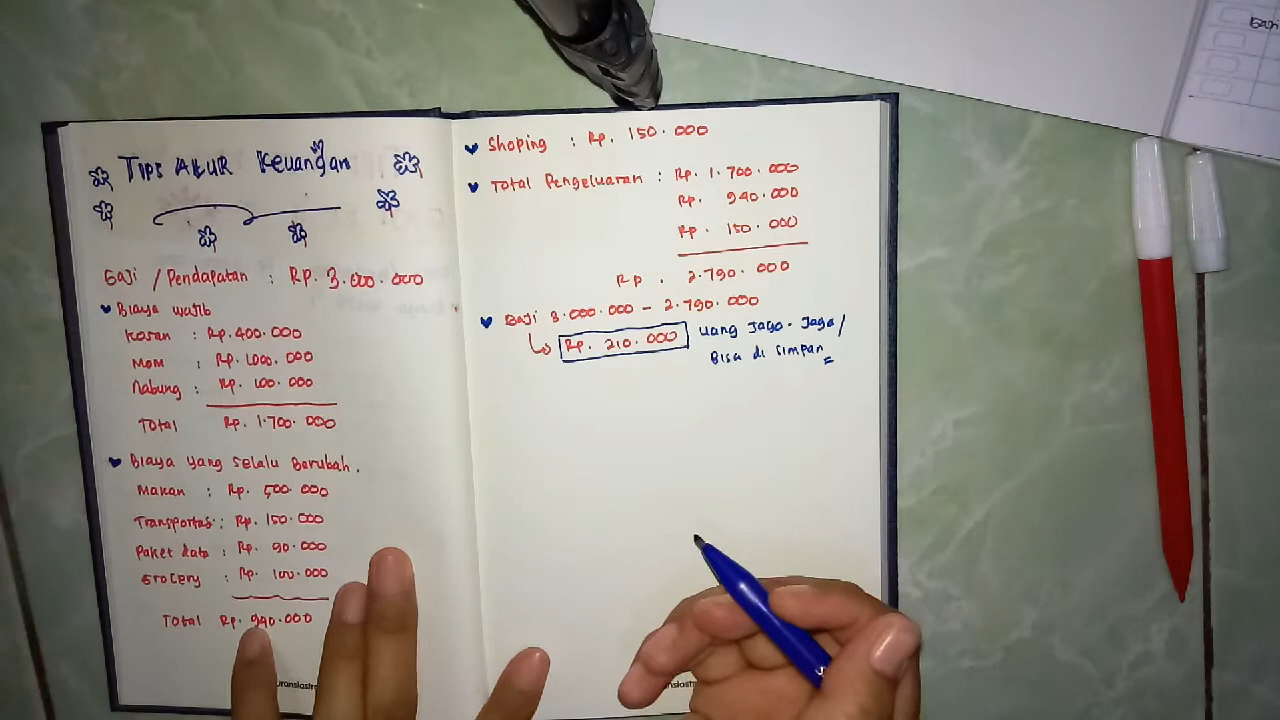 Tips Atur Keuangan
Gaji / Pendapatan : Rp. 3.000.000
Biaya wajib
Koran : Rp. 400.000
Mom : Rp. 1.000.000
Nabung : Rp. 100.000
Total Rp. 1.700.000
Biaya yang selalu Berubah.
Makan : Rp. 500.000
Transportasi : Rp. 150.000
Paket data : Rp. 90.000
Grocery : Rp. 100.000
Total Rp. 940.000
Shoping : Rp. 150.000
Total Pengeluaran : Rp. 1.700.000
Rp. 940.000
Rp. 150.000
Rp. 2.790.000
Gaji 3.000.000 - 2.790.000
Rp. 210.000 uang Jaga-Jaga/
Bisa di simpan